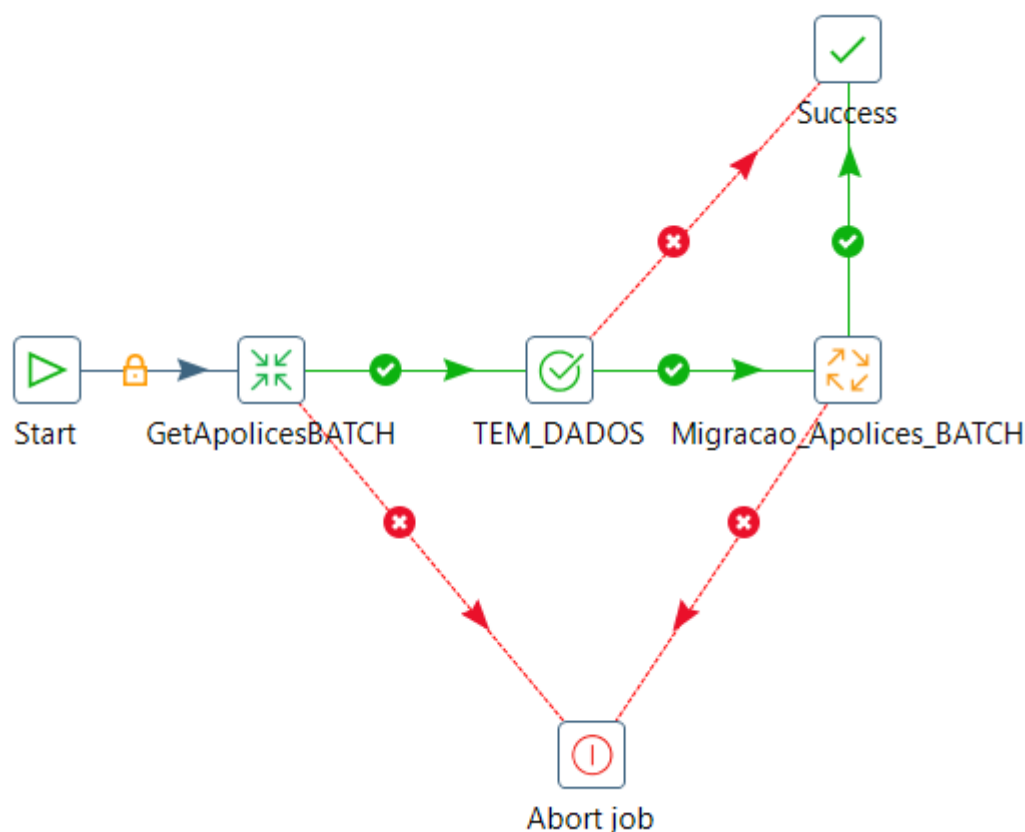 Success
Start
GetApolicesBATCH
TEM_DADOS
Migracao_Apolices_BATCH
Abort job